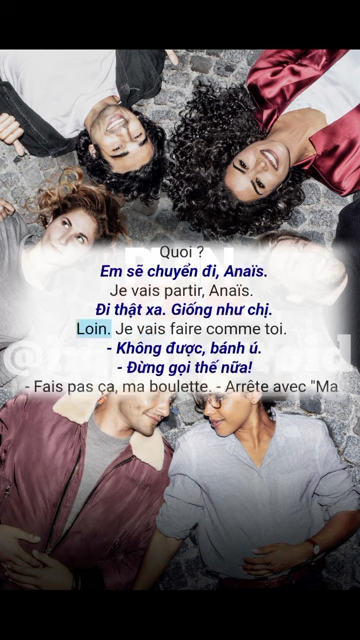 Quoi ?
Em sẽ chuyển đi, Anaïs.
Je vais partir, Anaïs.
Đi thật xa. Giống như chị.
Loin. Je vais faire comme toi.
- Không được, bánh ú.
- Đừng gọi thế nữa!
- Fais pas ça, ma boulette. - Arrête avec "Ma